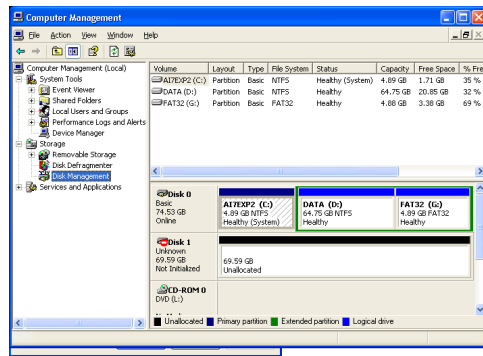 Computer Management
File Action View Window Help
Computer Management (Local)
System Tools
Event Viewer
Shared Folders
Local Users and Groups
Performance Logs and Alerts
Device Manager
Storage
Removable Storage
Disk Defragmenter
Disk Management
Services and Applications
Volume Layout Type File System Status Capacity Free Space % Fre
AI7EXP2 (C:) Partition Basic NTFS Healthy (System) 4.89 GB 1.71 GB 35 %
DATA (D:) Partition Basic NTFS Healthy 64.75 GB 20.85 GB 32 %
FAT32 (G:) Partition Basic FAT32 Healthy 4.88 GB 3.38 GB 69 %
Disk 0
Basic
74.53 GB
Online
AI7EXP2 (C:)
4.89 GB NTFS
Healthy (System)
DATA (D:)
64.75 GB NTFS
Healthy
FAT32 (G:)
4.89 GB FAT32
Healthy
Disk 1
Unknown
69.59 GB
Not Initialized
69.59 GB
Unallocated
CD-ROM 0
DVD (L:)
Unallocated Primary partition Extended partition Logical drive